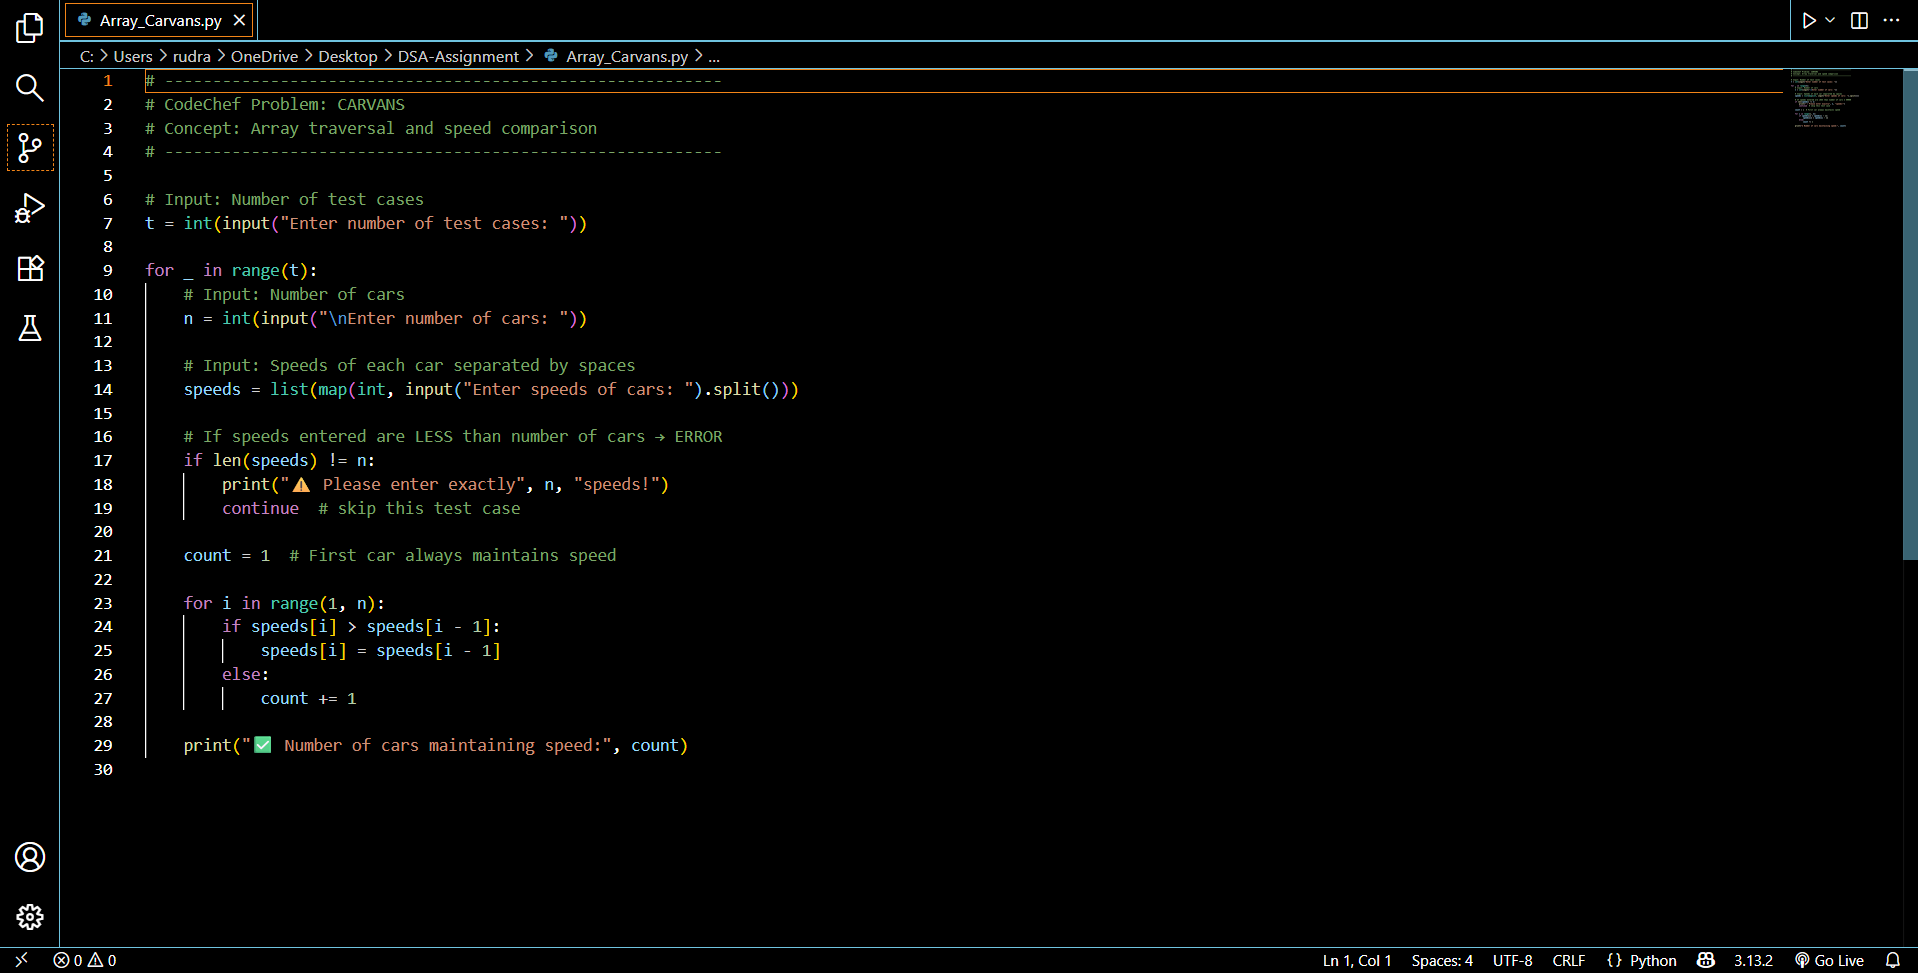 Array_Carvans.py
C: > Users > rudra > OneDrive > Desktop > DSA-Assignment > Array_Carvans.py > ...
1 # ----------------------------------------------------------
2 # CodeChef Problem: CARVANS
3 # Concept: Array traversal and speed comparison
4 # ----------------------------------------------------------
5
6 # Input: Number of test cases
7 t = int(input("Enter number of test cases: "))
8
9 for _ in range(t):
10     # Input: Number of cars
11     n = int(input("\nEnter number of cars: "))
12
13     # Input: Speeds of each car separated by spaces
14     speeds = list(map(int, input("Enter speeds of cars: ").split()))
15
16     # If speeds entered are LESS than number of cars → ERROR
17     if len(speeds) != n:
18         print("⚠️ Please enter exactly", n, "speeds!")
19         continue  # skip this test case
20
21     count = 1  # First car always maintains speed
22
23     for i in range(1, n):
24         if speeds[i] > speeds[i - 1]:
25             speeds[i] = speeds[i - 1]
26         else:
27             count += 1
28
29     print("✅ Number of cars maintaining speed:", count)
30
0 0 Ln 1, Col 1 Spaces: 4 UTF-8 CRLF {} Python 3.13.2 Go Live